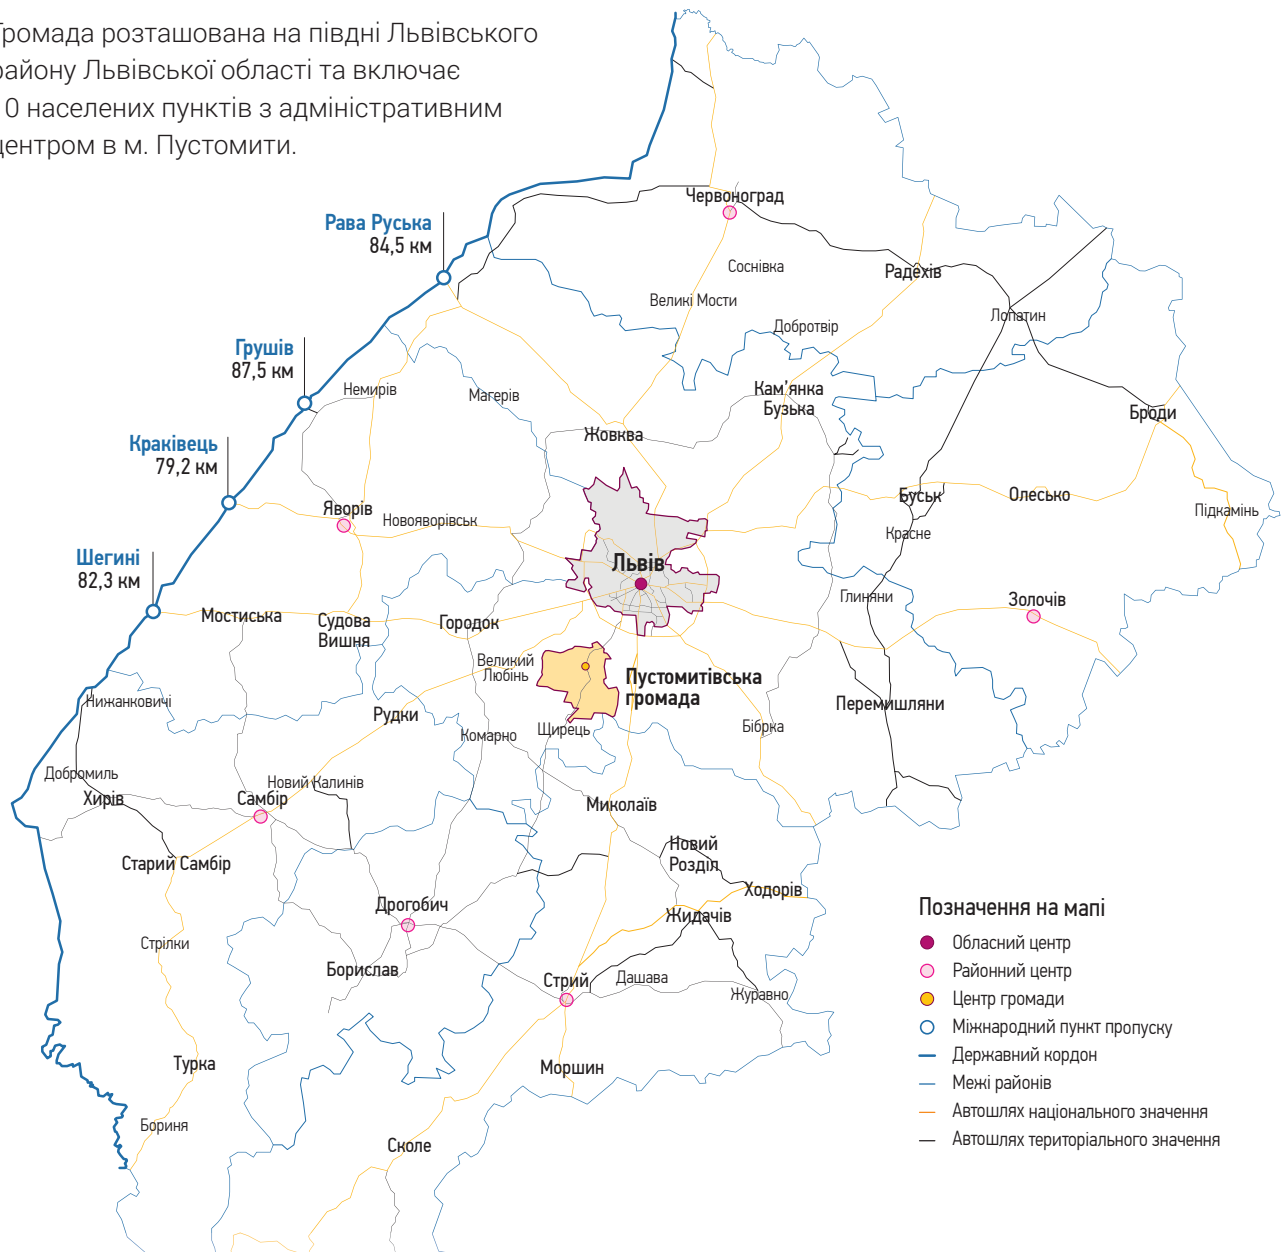 Громада розташована на півдні Львівського
району Львівської області та включає
10 населених пунктів з адміністративним
центром в м. Пустомити.
Червоноград
Рава Руська
84,5 км
Соснівка
Радехів
Великі Мости
Лопатин
Добротвір
Грушів
87,5 км
Немирів
Магерів
Кам’янка
Бузька
Броди
Жовква
Краківець
79,2 км
Яворів
Новояворівськ
Буськ
Олесько
Підкамінь
Красне
Шегині
82,3 км
Львів
Глиняни
Золочів
Мостиська
Судова
Вишня
Городок
Великий
Любінь
Пустомитівська
громада
Нижанковичі
Рудки
Перемишляни
Комарно
Щирець
Бібрка
Добромиль
Хирів
Новий Калинів
Самбір
Миколаїв
Старий Самбір
Новий
Розділ
Ходорів
Дрогобич
Жидачів
Стрілки
Борислав
Стрий
Дашава
Журавно
Турка
Моршин
Бориня
Сколе
Позначення на мапі
Обласний центр
Районний центр
Центр громади
Міжнародний пункт пропуску
Державний кордон
Межі районів
Автошлях національного значення
Автошлях територіального значення